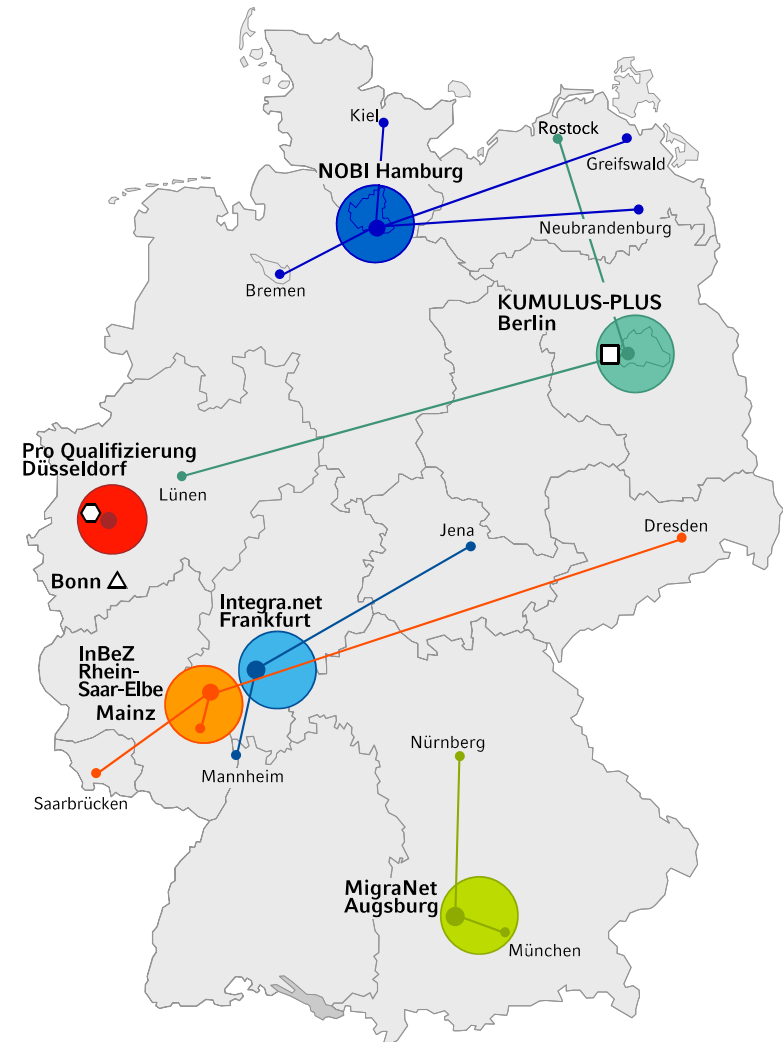 Kiel
Rostock
Greifswald
NOBI Hamburg
Neubrandenburg
Bremen
KUMULUS-PLUS
Berlin
Pro Qualifizierung
Düsseldorf
Lünen
Jena
Dresden
Bonn
Integra.net
Frankfurt
InBeZ
Rhein-
Saar-Elbe
Mainz
Nürnberg
Mannheim
Saarbrücken
MigraNet
Augsburg
München